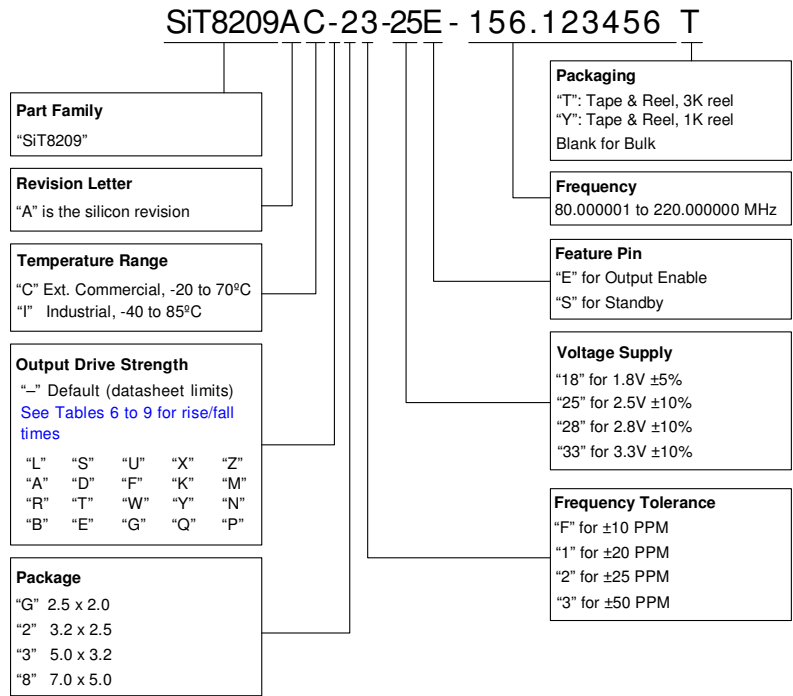 SiT8209AC-23-25E - 156.123456 T
Part Family
“SiT8209”
Revision Letter
“A” is the silicon revision
Temperature Range
“C” Ext. Commercial, -20 to 70ºC
“I” Industrial, -40 to 85ºC
Output Drive Strength
“–” Default (datasheet limits)
See Tables 6 to 9 for rise/fall
times
“L” “S” “U” “X” “Z”
“A” “D” “F” “K” “M”
“R” “T” “W” “Y” “N”
“B” “E” “G” “Q” “P”
Package
“G” 2.5 x 2.0
“2” 3.2 x 2.5
“3” 5.0 x 3.2
“8” 7.0 x 5.0
Packaging
“T”: Tape & Reel, 3K reel
“Y”: Tape & Reel, 1K reel
Blank for Bulk
Frequency
80.000001 to 220.000000 MHz
Feature Pin
“E” for Output Enable
“S” for Standby
Voltage Supply
“18” for 1.8V ±5%
“25” for 2.5V ±10%
“28” for 2.8V ±10%
“33” for 3.3V ±10%
Frequency Tolerance
“F” for ±10 PPM
“1” for ±20 PPM
“2” for ±25 PPM
“3” for ±50 PPM